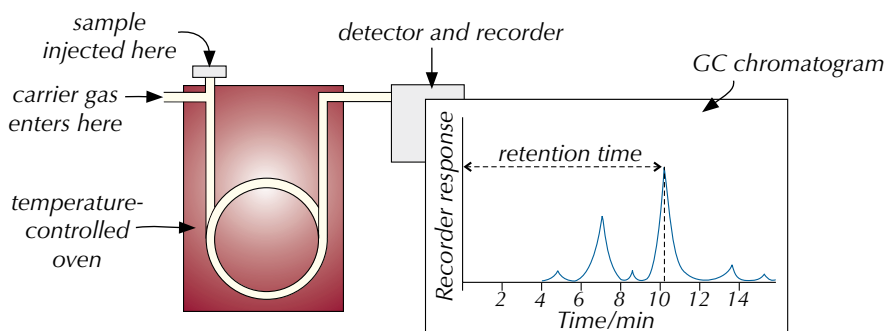 sample
injected here
carrier gas
enters here
temperature-
controlled
oven
detector and recorder
GC chromatogram
Recorder response
retention time
2 4 6 8 10 12 14
Time/min